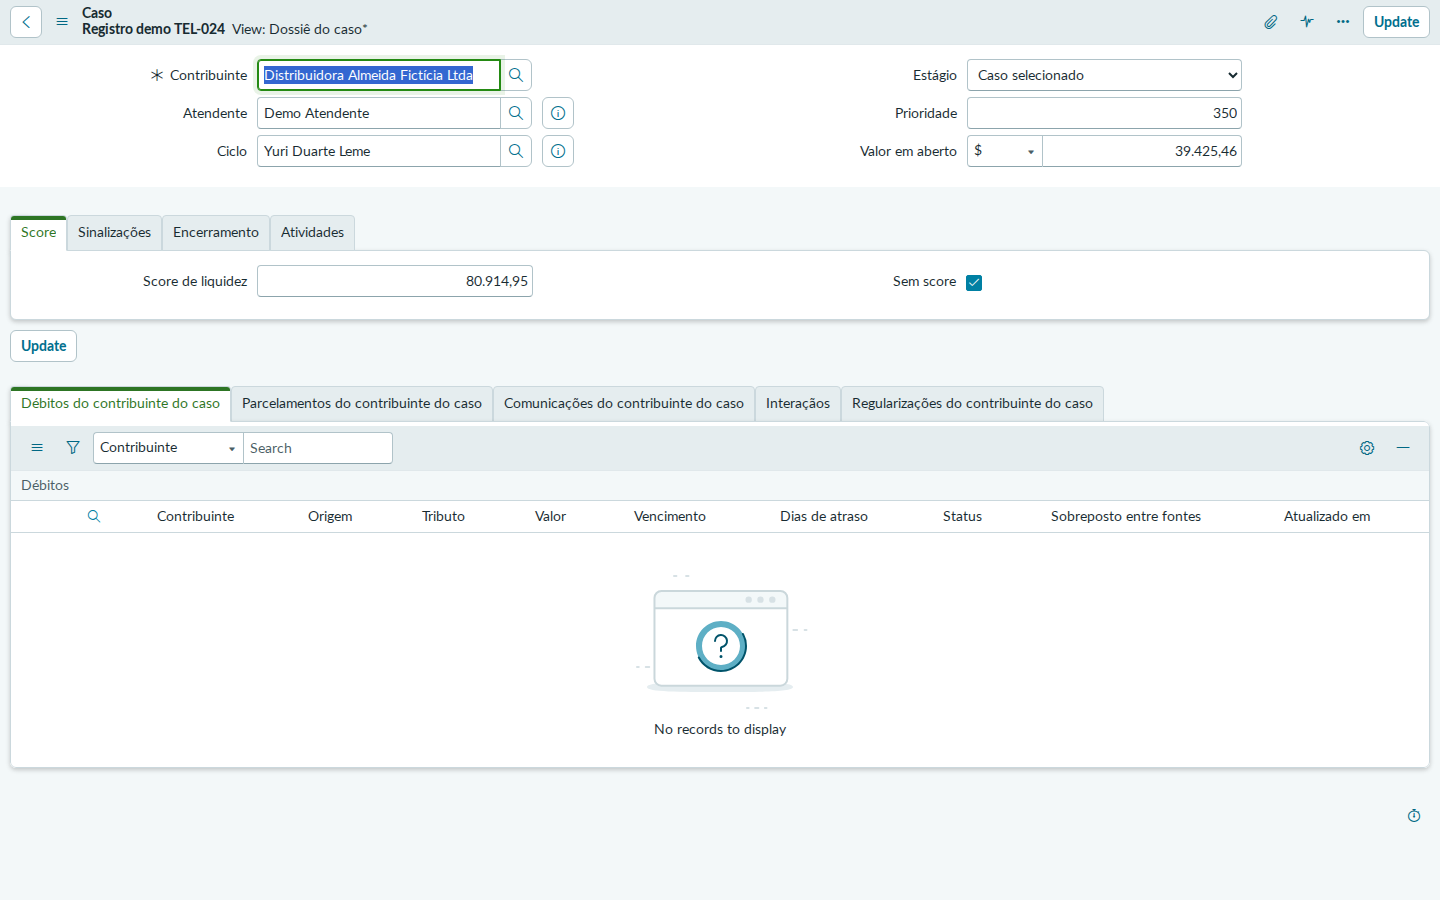 Caso
Registro demo TEL-024 View: Dossiê do caso*
Update
Contribuinte Distribuidora Almeida Fictícia Ltda
Estágio Caso selecionado
Atendente Demo Atendente
Prioridade 350
Ciclo Yuri Duarte Leme
Valor em aberto $ 39.425,46
Score Sinalizações Encerramento Atividades
Score de liquidez 80.914,95
Sem score
Update
Débitos do contribuinte do caso Parcelamentos do contribuinte do caso Comunicações do contribuinte do caso Interaçãos Regularizações do contribuinte do caso
Contribuinte Search
Débitos
Contribuinte Origem Tributo Valor Vencimento Dias de atraso Status Sobreposto entre fontes Atualizado em
No records to display